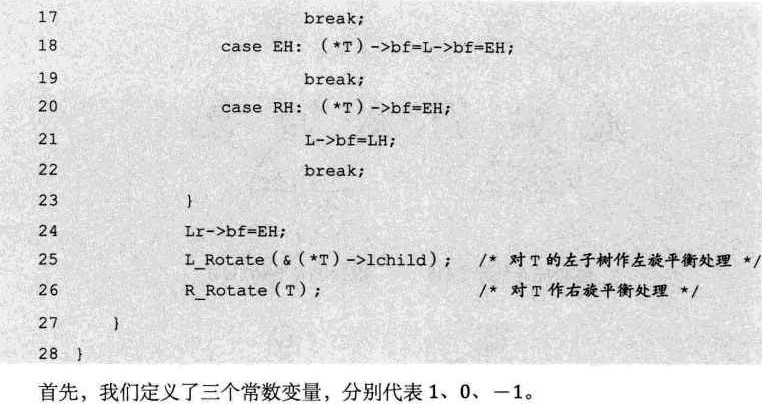 17 break;
18 case EH: (*T)->bf=L->bf=EH;
19 break;
20 case RH: (*T)->bf=EH;
21 L->bf=LH;
22 break;
23 }
24 Lr->bf=EH;
25 L_Rotate(&(*T)->lchild); /* 对T的左子树作左旋平衡处理 */
26 R_Rotate(T); /* 对T作右旋平衡处理 */
27 }
28 }
首先，我们定义了三个常数变量，分别代表1、0、－1。